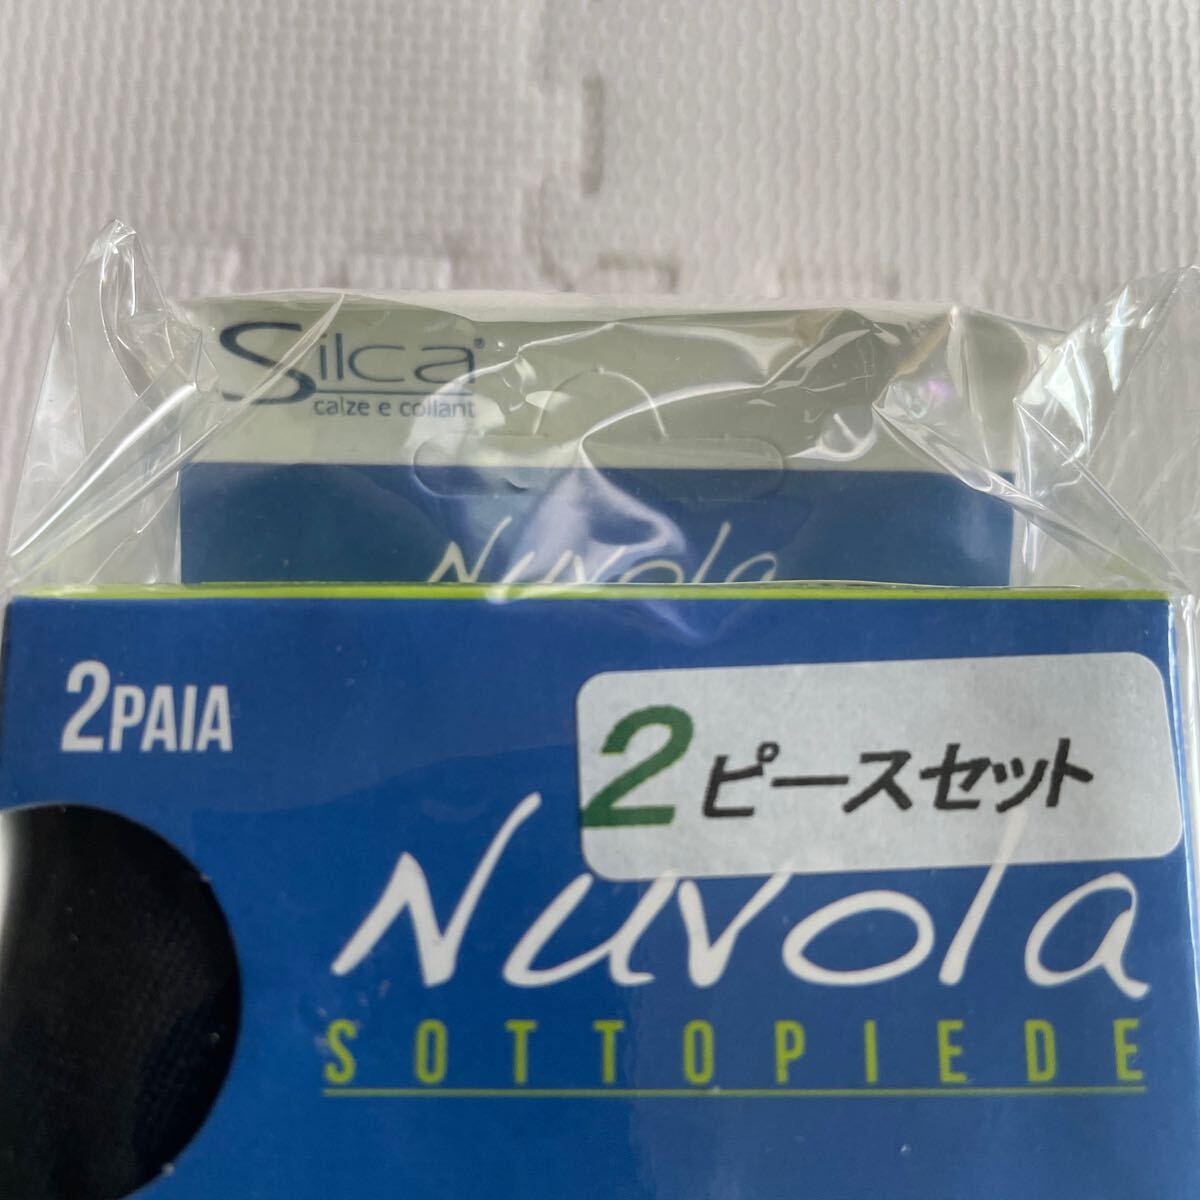 Silca®
calze e collant
Nuvola
2PAIA
2ピースセット
Nuvola
SOTTOPIEDE